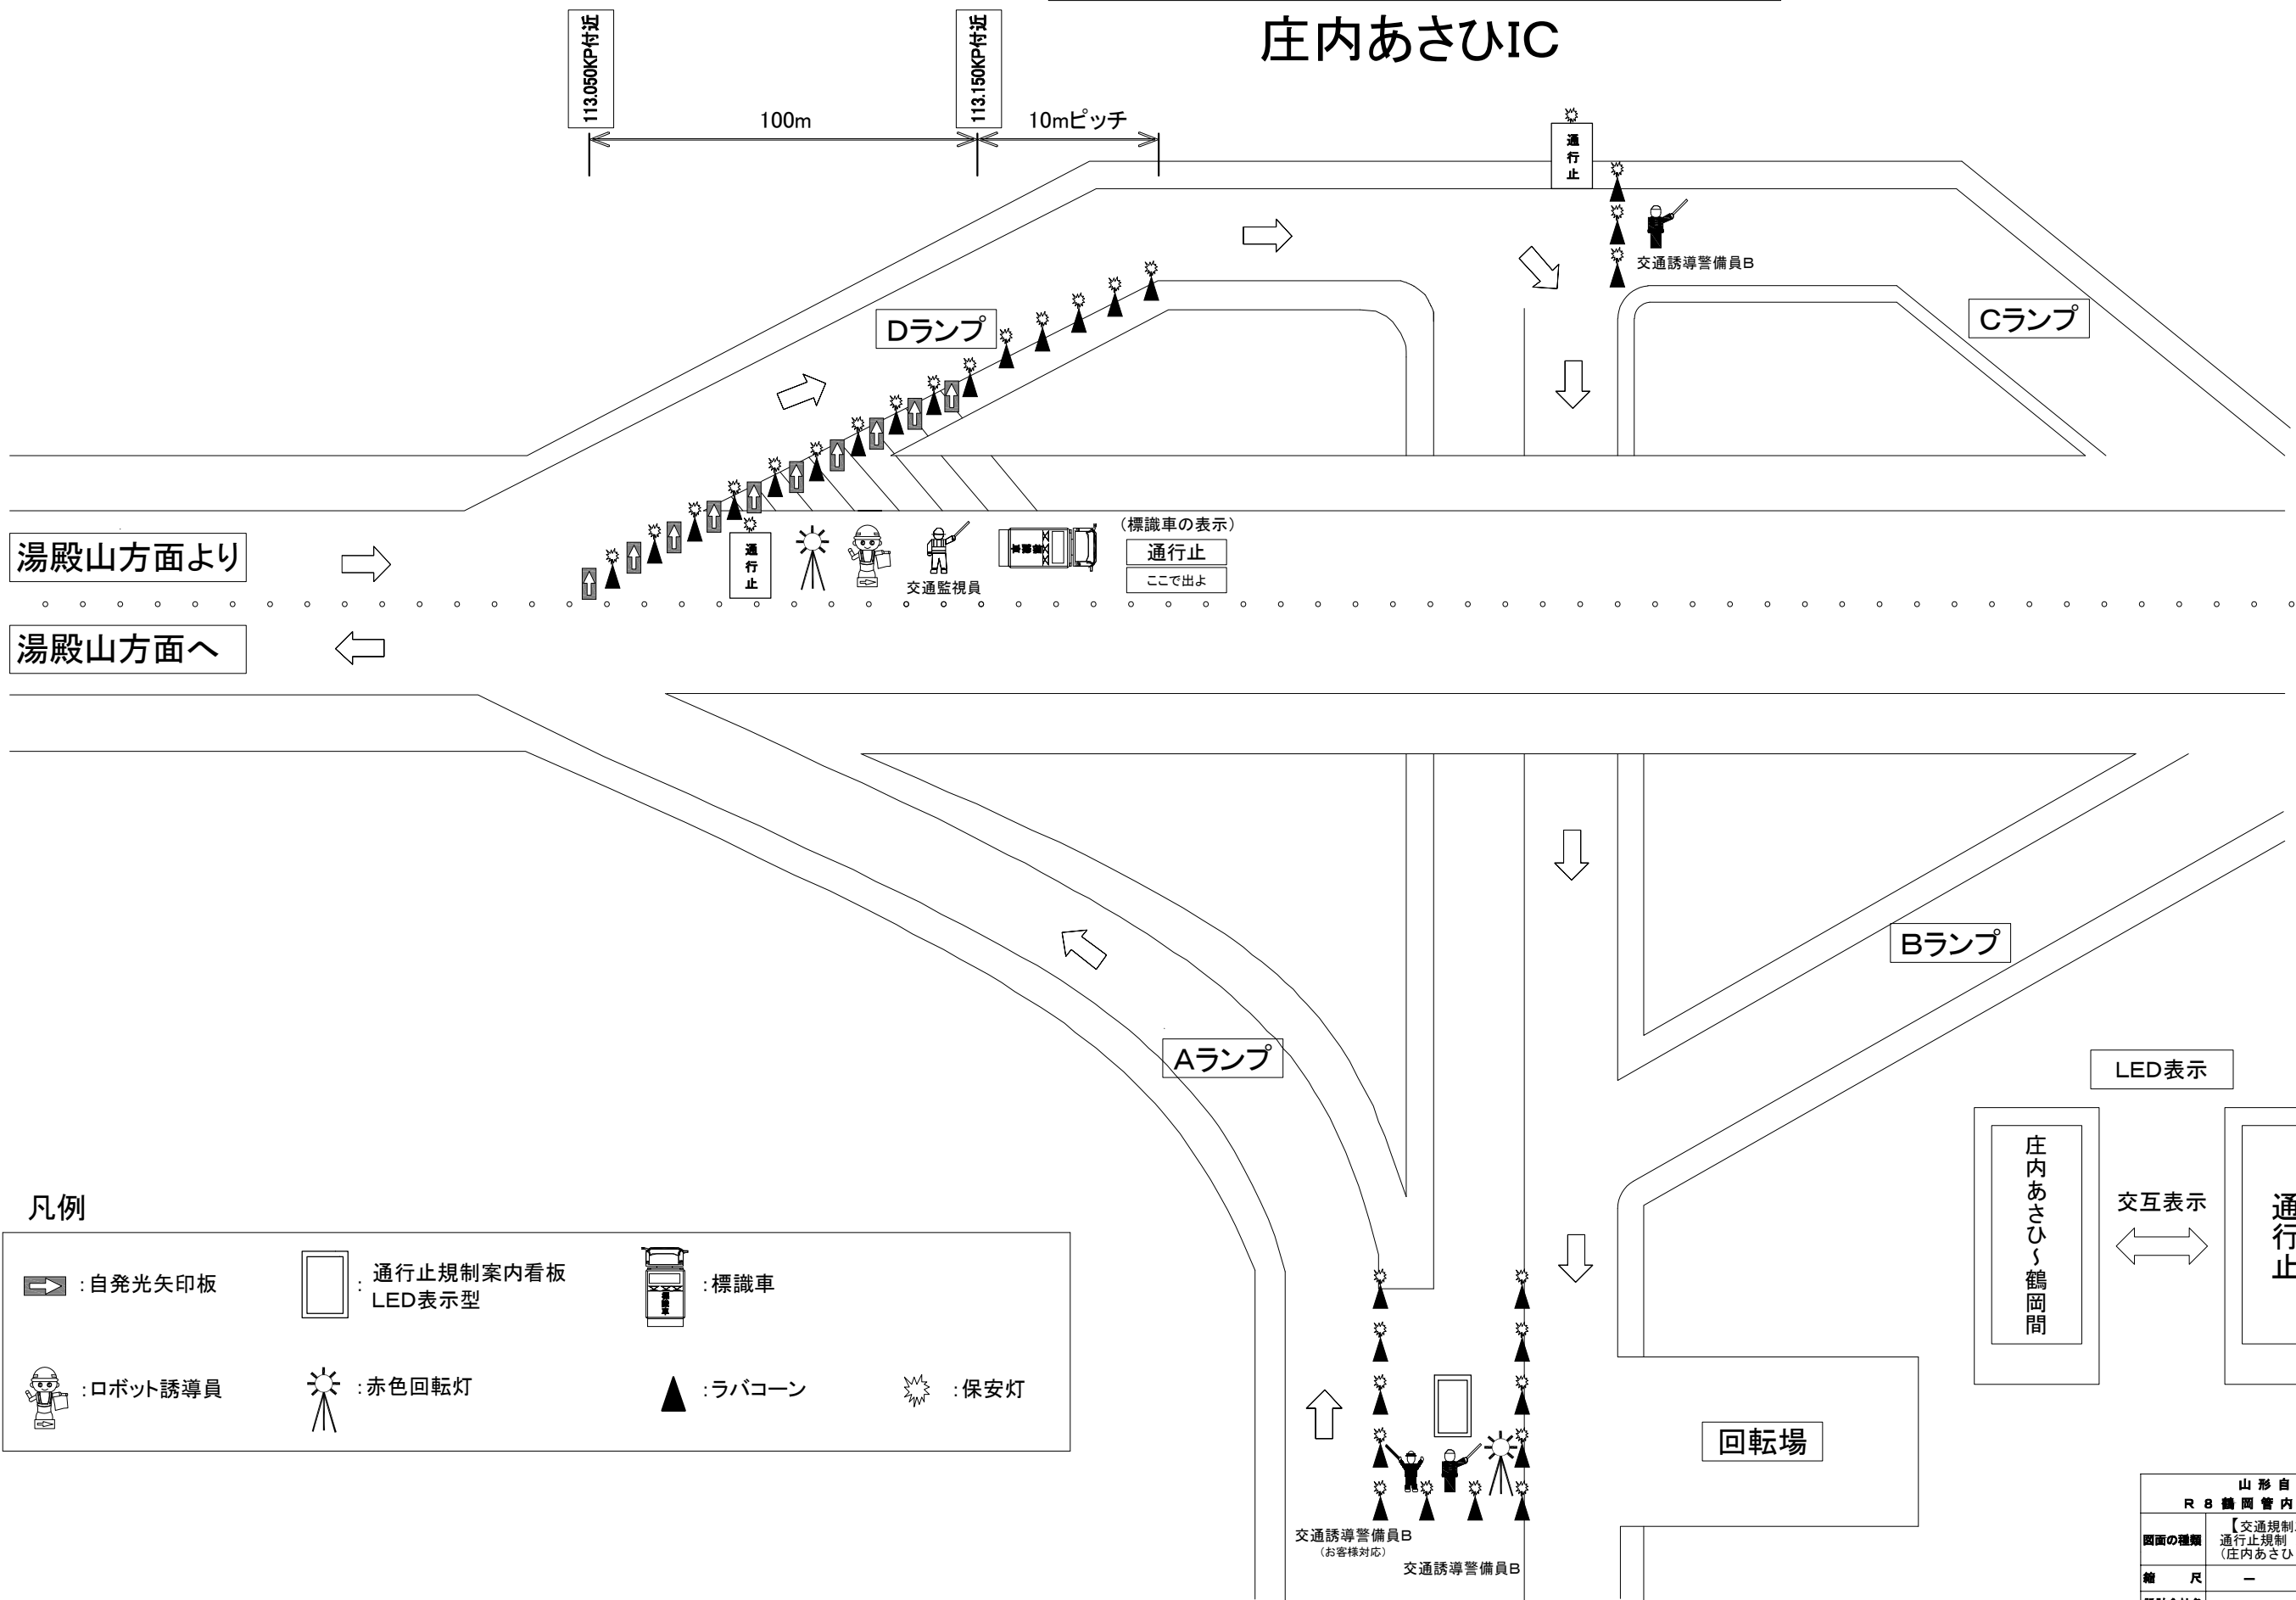 庄内あさひIC
113.050KP付近
113.150KP付近
100m
10mピッチ
通行止
交通誘導警備員B
Dランプ
Cランプ
湯殿山方面より
通行止
交通監視員
標識車
(標識車の表示)
通行止
ここで出よ
湯殿山方面へ
Bランプ
Aランプ
LED表示
庄内あさひ～鶴岡間
交互表示
通行止
凡例
:自発光矢印板
:通行止規制案内看板
LED表示型
標識車
:標識車
:ロボット誘導員
:赤色回転灯
:ラバコーン
:保安灯
回転場
交通誘導警備員B
(お客様対応)
交通誘導警備員B
山形自
R8鶴岡管内
図面の種類
【交通規制
通行止規制
(庄内あさひ
縮尺
－